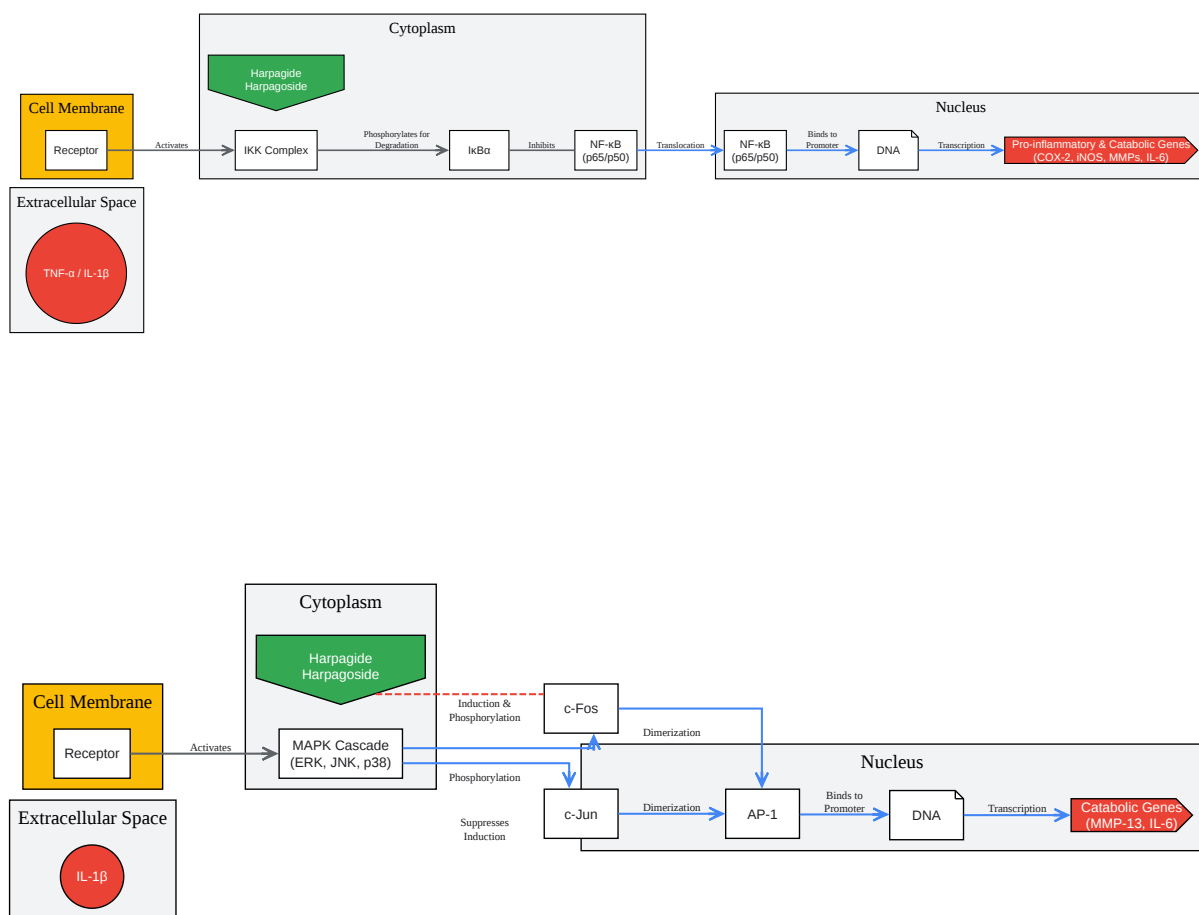 Cytoplasm
Harpagide
Harpagoside
Cell Membrane
Receptor
Activates
IKK Complex
Phosphorylates for
Degradation
IκBα
Inhibits
NF-κB
(p65/p50)
Translocation
Nucleus
NF-κB
(p65/p50)
Binds to
Promoter
DNA
Transcription
Pro-inflammatory & Catabolic Genes
(COX-2, iNOS, MMPs, IL-6)
Extracellular Space
TNF-α / IL-1β
Cytoplasm
Harpagide
Harpagoside
Cell Membrane
Receptor
Activates
MAPK Cascade
(ERK, JNK, p38)
Induction &
Phosphorylation
Phosphorylation
Suppresses
Induction
c-Fos
Dimerization
c-Jun
Dimerization
Nucleus
AP-1
Binds to
Promoter
DNA
Transcription
Catabolic Genes
(MMP-13, IL-6)
Extracellular Space
IL-1β